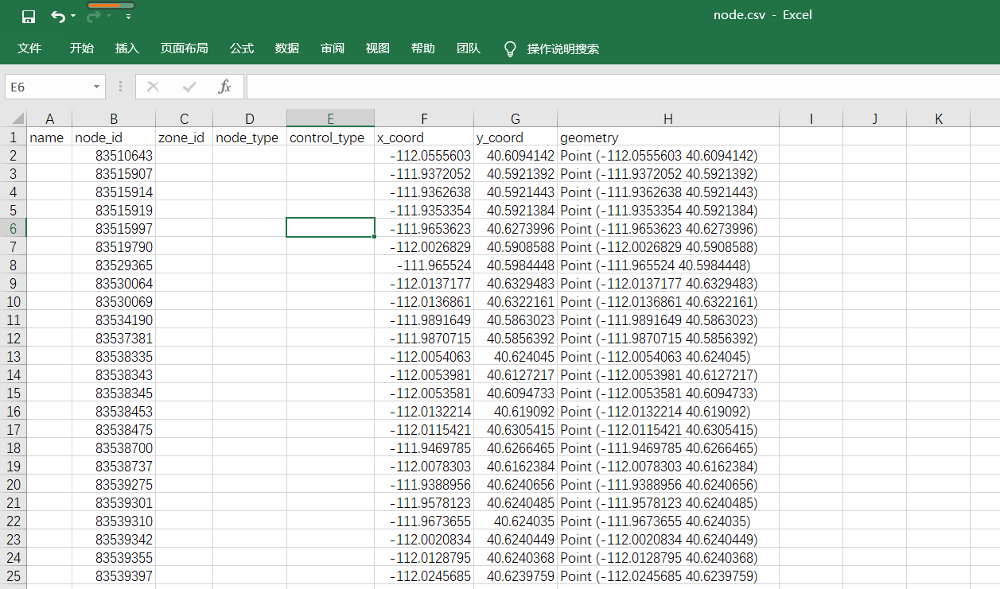 node.csv - Excel
文件 开始 插入 页面布局 公式 数据 审阅 视图 帮助 团队 操作说明搜索
E6 fx
A B C D E F G H I J K
1 name node_id zone_id node_type control_type x_coord y_coord geometry
2 83510643 -112.0555603 40.6094142 Point (-112.0555603 40.6094142)
3 83515907 -111.9372052 40.5921392 Point (-111.9372052 40.5921392)
4 83515914 -111.9362638 40.5921443 Point (-111.9362638 40.5921443)
5 83515919 -111.9353354 40.5921384 Point (-111.9353354 40.5921384)
6 83515997 -111.9653623 40.6273996 Point (-111.9653623 40.6273996)
7 83519790 -112.0026829 40.5908588 Point (-112.0026829 40.5908588)
8 83529365 -111.965524 40.5984448 Point (-111.965524 40.5984448)
9 83530064 -112.0137177 40.6329483 Point (-112.0137177 40.6329483)
10 83530069 -112.0136861 40.6322161 Point (-112.0136861 40.6322161)
11 83534190 -111.9891649 40.5863023 Point (-111.9891649 40.5863023)
12 83537381 -111.9870715 40.5856392 Point (-111.9870715 40.5856392)
13 83538335 -112.0054063 40.624045 Point (-112.0054063 40.624045)
14 83538343 -112.0053981 40.6127217 Point (-112.0053981 40.6127217)
15 83538345 -112.0053581 40.6094733 Point (-112.0053581 40.6094733)
16 83538453 -112.0132214 40.619092 Point (-112.0132214 40.619092)
17 83538475 -112.0115421 40.6305415 Point (-112.0115421 40.6305415)
18 83538700 -111.9469785 40.6266465 Point (-111.9469785 40.6266465)
19 83538737 -112.0078303 40.6162384 Point (-112.0078303 40.6162384)
20 83539275 -111.9388956 40.6240656 Point (-111.9388956 40.6240656)
21 83539301 -111.9578123 40.6240485 Point (-111.9578123 40.6240485)
22 83539310 -111.9673655 40.624035 Point (-111.9673655 40.624035)
23 83539342 -112.0020834 40.6240449 Point (-112.0020834 40.6240449)
24 83539355 -112.0128795 40.6240368 Point (-112.0128795 40.6240368)
25 83539397 -112.0245685 40.6239759 Point (-112.0245685 40.6239759)